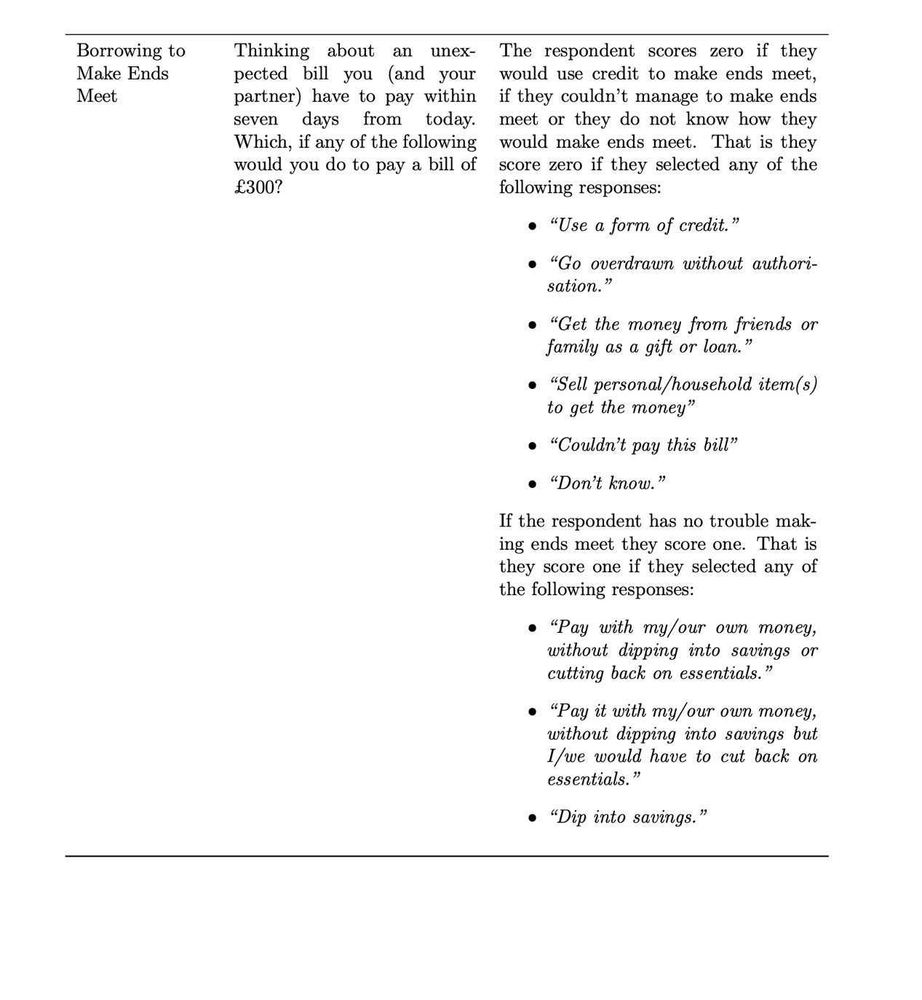 Borrowing to
Make Ends
Meet
Thinking about an unex-
pected bill you (and your
partner) have to pay within
seven days from today.
Which, if any of the following
would you do to pay a bill of
£300?
The respondent scores zero if they
would use credit to make ends meet,
if they couldn’t manage to make ends
meet or they do not know how they
would make ends meet. That is they
score zero if they selected any of the
following responses:
• “Use a form of credit.”
• “Go overdrawn without authori-
sation.”
• “Get the money from friends or
family as a gift or loan.”
• “Sell personal/household item(s)
to get the money”
• “Couldn’t pay this bill”
• “Don’t know.”
If the respondent has no trouble mak-
ing ends meet they score one. That is
they score one if they selected any of
the following responses:
• “Pay with my/our own money,
without dipping into savings or
cutting back on essentials.”
• “Pay it with my/our own money,
without dipping into savings but
I/we would have to cut back on
essentials.”
• “Dip into savings.”